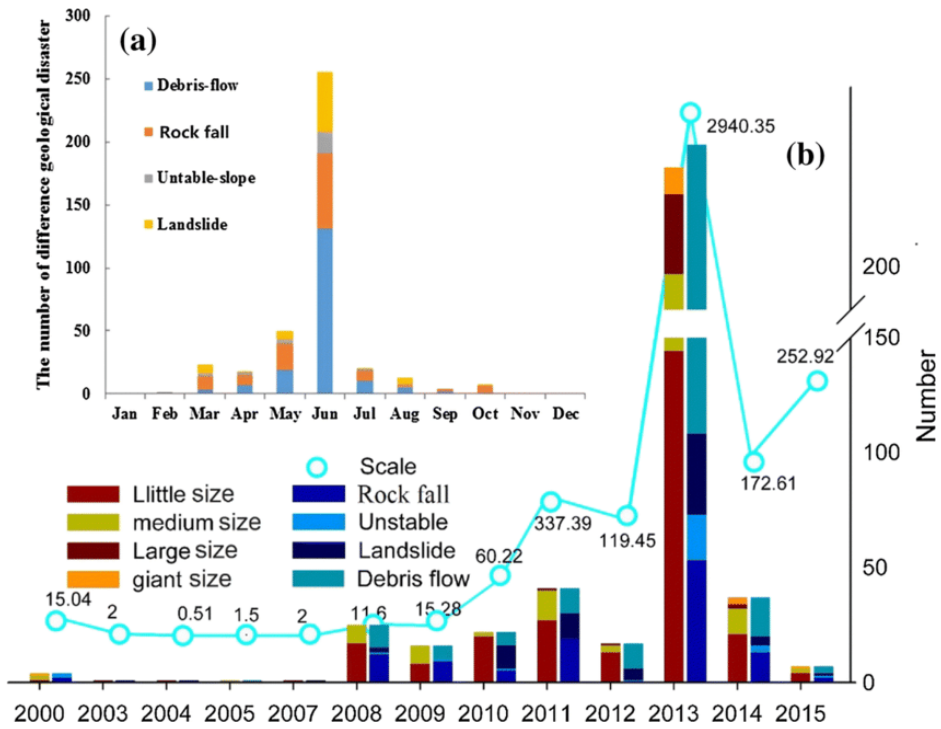 The number of difference geological disaster
300
250
200
150
100
50
0
(a)
Debris-flow
Rock fall
Untable-slope
Landslide
Jan Feb Mar Apr May Jun Jul Aug Sep Oct Nov Dec
(b)
2940.35
200
150
100
50
0
Number
252.92
172.61
119.45
337.39
60.22
15.28
11.6
2
1.5
0.51
2
15.04
Scale
Llittle size
medium size
Large size
giant size
Rock fall
Unstable
Landslide
Debris flow
2000 2003 2004 2005 2007 2008 2009 2010 2011 2012 2013 2014 2015